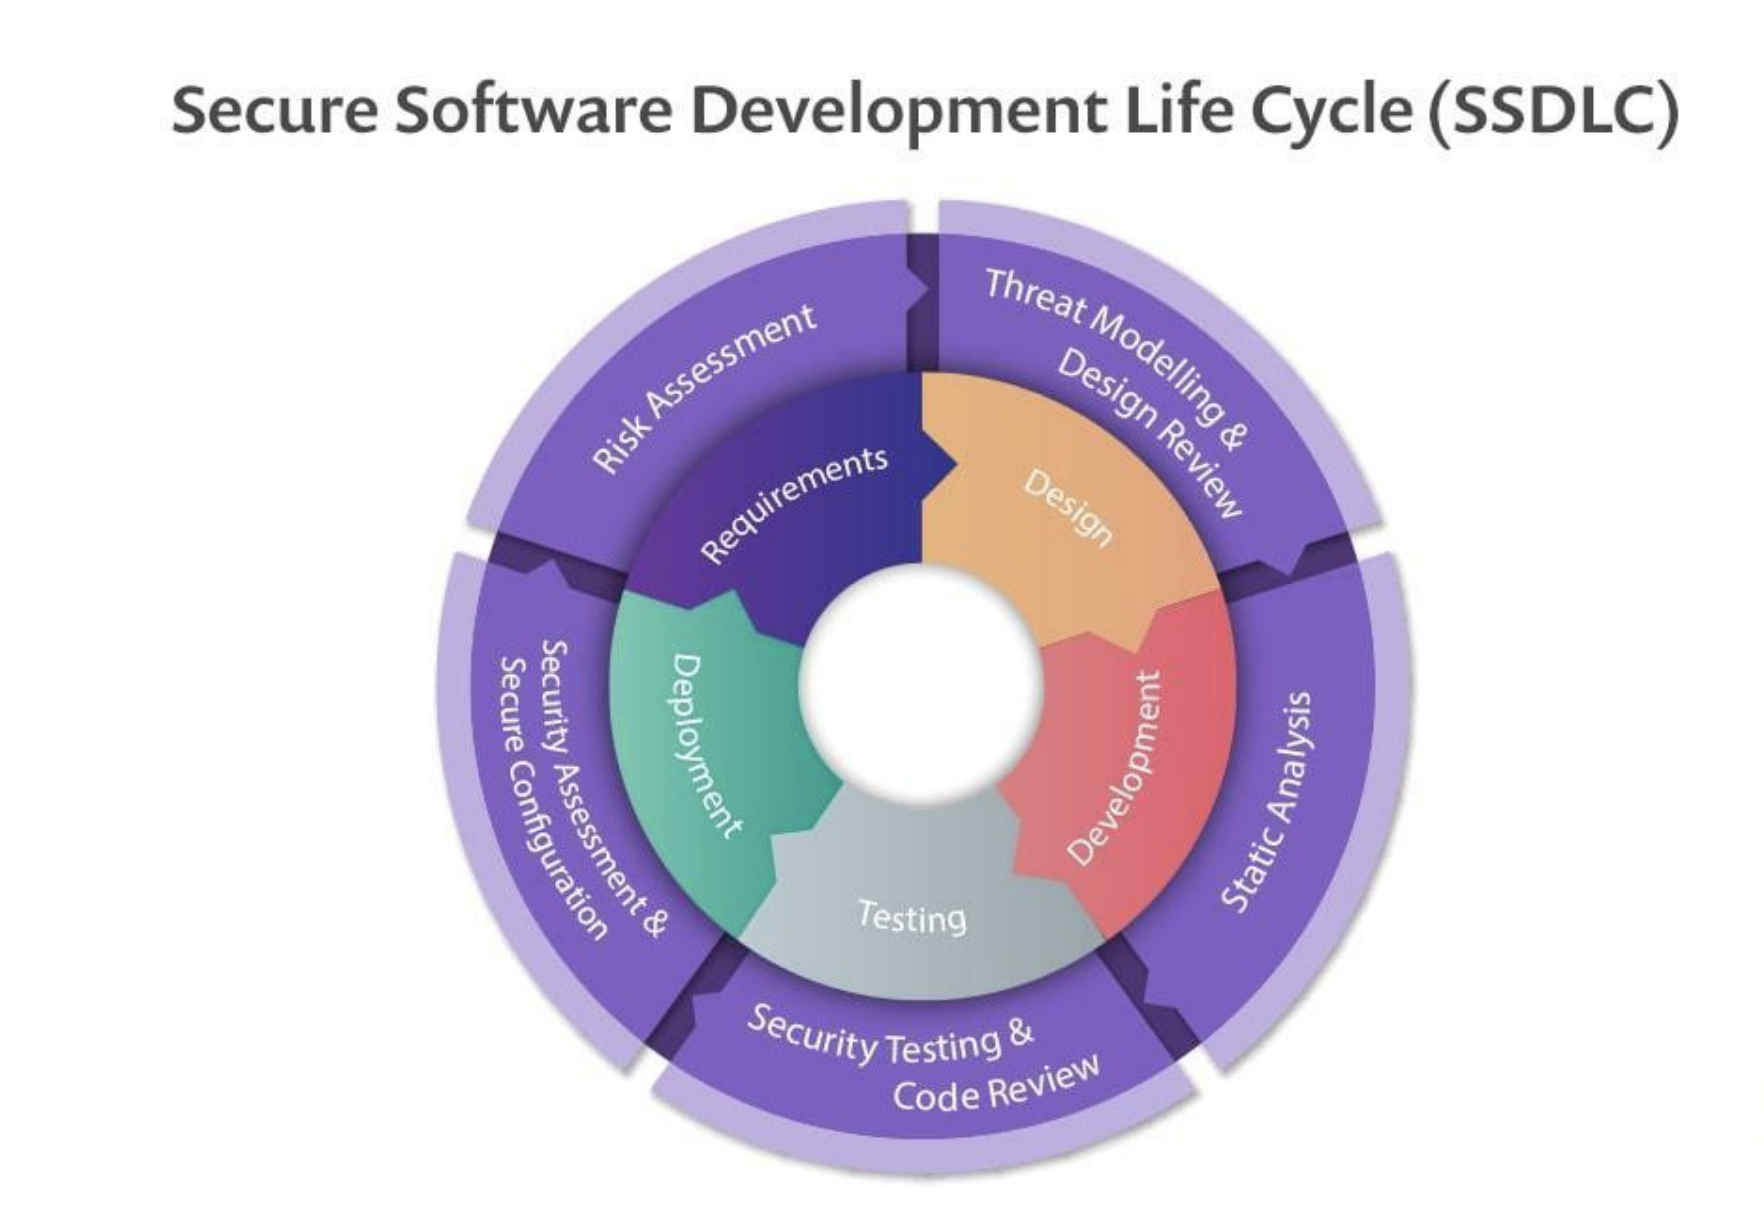 Secure Software Development Life Cycle (SSDLC)
Risk Assessment
Threat Modelling &
Design Review
Requirements
Design
Security Assessment &
Secure Configuration
Deployment
Development
Static Analysis
Testing
Security Testing &
Code Review